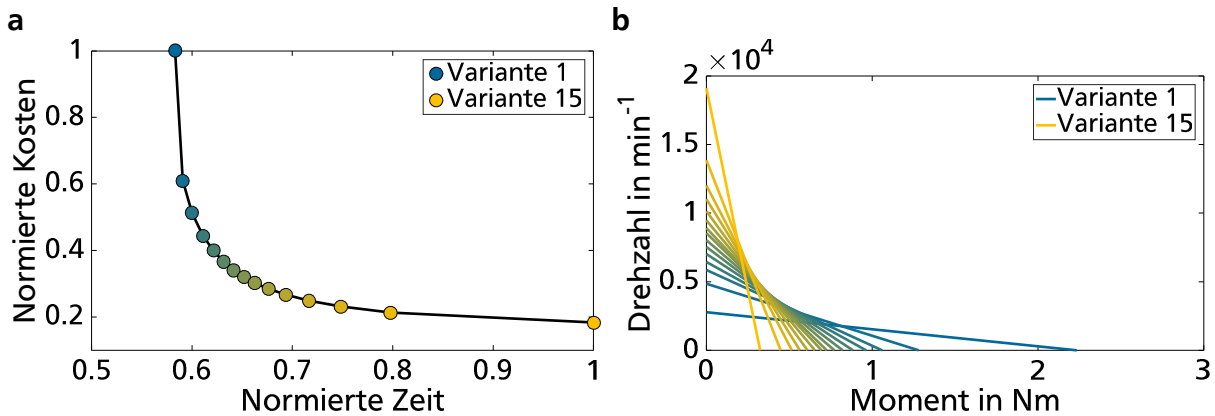 a
Normierte Kosten
1
0.8
0.6
0.4
0.2
0.5
0.6
0.7
0.8
0.9
1
Normierte Zeit
Variante 1
Variante 15
b
Drehzahl in min⁻¹
×10⁴
2
1.5
1
0.5
0
0
1
2
3
Moment in Nm
Variante 1
Variante 15